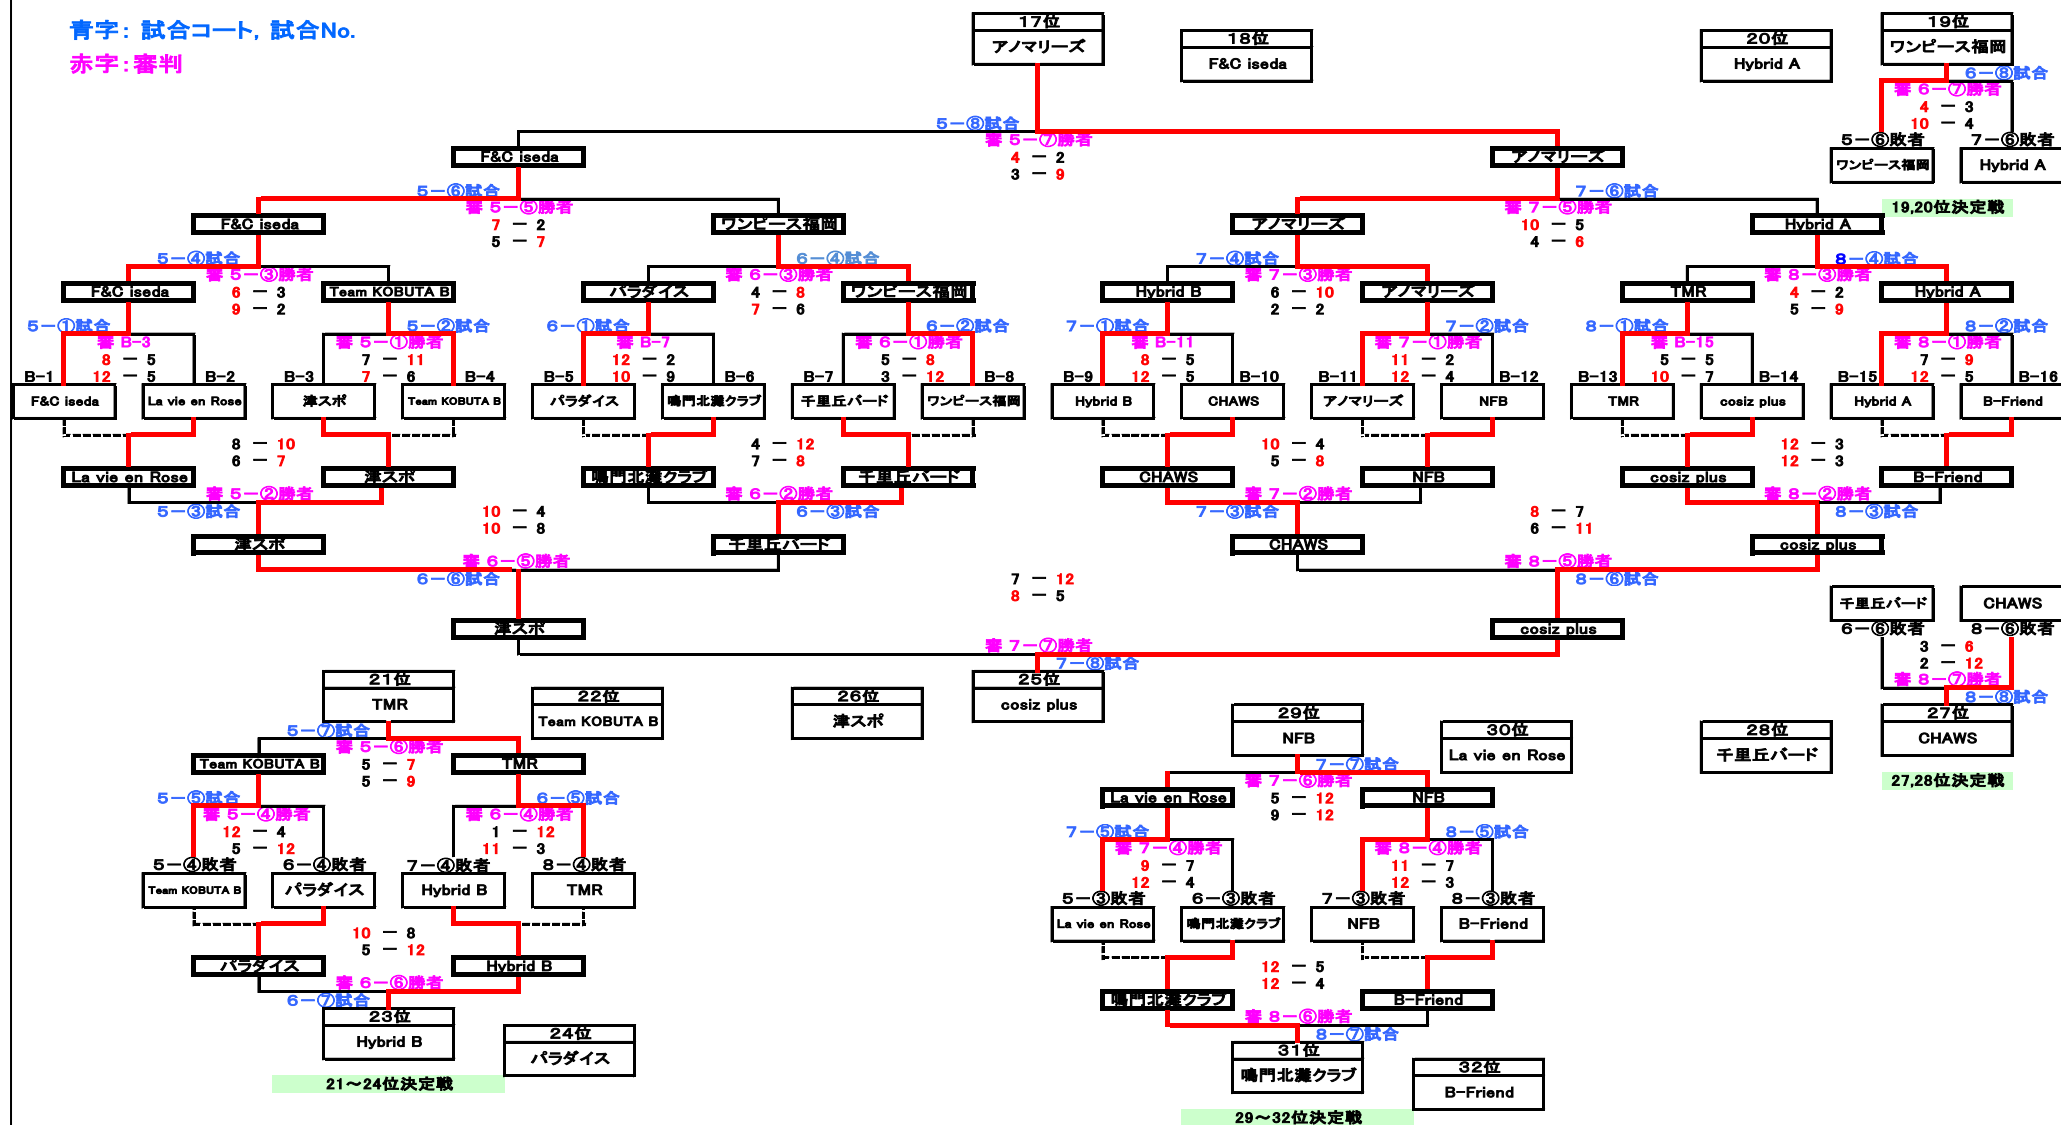 青字： 試合コート, 試合No.
赤字：審判
17位
アノマリーズ
18位
F&C iseda
20位
Hybrid A
19位
ワンピース福岡
6－⑧試合
審 6－⑦勝者
4 － 3
10 － 4
5－⑥敗者 7－⑥敗者
ワンピース福岡 Hybrid A
19,20位決定戦
5－⑧試合
審 5－⑦勝者
4 － 2
3 － 9
F&C iseda アノマリーズ
5－⑥試合 7－⑥試合
審 5－⑤勝者 審 7－⑤勝者
7 － 2 10 － 5
5 － 7 4 － 6
F&C iseda ワンピース福岡 アノマリーズ Hybrid A
5－④試合 6－④試合 7－④試合 8－④試合
審 5－③勝者 審 6－③勝者 審 7－③勝者 審 8－③勝者
6 － 3 4 － 8 6 － 10 4 － 2
9 － 2 7 － 6 2 － 2 5 － 9
F&C iseda Team KOBUTA B パラダイス ワンピース福岡 Hybrid B アノマリーズ TMR Hybrid A
5－①試合 5－②試合 6－①試合 6－②試合 7－①試合 7－②試合 8－①試合 8－②試合
審 B-3 審 5－①勝者 審 B-7 審 6－①勝者 審 B-11 審 7－①勝者 審 B-15 審 8－①勝者
8 － 5 7 － 11 12 － 2 5 － 8 8 － 5 11 － 2 5 － 5 7 － 9
12 － 5 7 － 6 10 － 9 3 － 12 12 － 5 12 － 4 10 － 7 12 － 5
B-1 B-2 B-3 B-4 B-5 B-6 B-7 B-8 B-9 B-10 B-11 B-12 B-13 B-14 B-15 B-16
F&C iseda La vie en Rose 津スポ Team KOBUTA B パラダイス 鳴門北灘クラブ 千里丘バード ワンピース福岡 Hybrid B CHAWS アノマリーズ NFB TMR cosiz plus Hybrid A B-Friend
8 － 10 4 － 12 10 － 4 12 － 3
6 － 7 7 － 8 5 － 8 12 － 3
La vie en Rose 津スポ 鳴門北灘クラブ 千里丘バード CHAWS NFB cosiz plus B-Friend
審 5－②勝者 審 6－②勝者 審 7－②勝者 審 8－②勝者
5－③試合 6－③試合 7－③試合 8－③試合
10 － 4 8 － 7
10 － 8 6 － 11
津スポ 千里丘バード CHAWS cosiz plus
審 6－⑤勝者 審 8－⑤勝者
6－⑥試合 8－⑥試合
7 － 12
8 － 5
津スポ cosiz plus
審 7－⑦勝者
7－⑧試合
千里丘バード CHAWS
6－⑥敗者 8－⑥敗者
3 － 6
2 － 12
審 8－⑦勝者
8－⑧試合
27位
CHAWS
28位
千里丘バード
27,28位決定戦
25位
cosiz plus
26位
津スポ
21位
TMR
22位
Team KOBUTA B
5－⑦試合
審 5－⑥勝者
Team KOBUTA B 5 － 7 TMR
5 － 9
5－⑤試合 6－⑤試合
審 5－④勝者 審 6－④勝者
12 － 4 1 － 12
5 － 12 11 － 3
5－④敗者 6－④敗者 7－④敗者 8－④敗者
Team KOBUTA B パラダイス Hybrid B TMR
10 － 8
5 － 12
パラダイス Hybrid B
審 6－⑥勝者
6－⑦試合
23位
Hybrid B
24位
パラダイス
21～24位決定戦
29位
NFB
30位
La vie en Rose
7－⑦試合
審 7－⑥勝者
La vie en Rose 5 － 12 NFB
9 － 12
7－⑤試合 8－⑤試合
審 7－④勝者 審 8－④勝者
9 － 7 11 － 7
12 － 4 12 － 3
5－③敗者 6－③敗者 7－③敗者 8－③敗者
La vie en Rose 鳴門北灘クラブ NFB B-Friend
12 － 5
12 － 4
鳴門北灘クラブ B-Friend
審 8－⑥勝者
8－⑦試合
31位
鳴門北灘クラブ
32位
B-Friend
29～32位決定戦